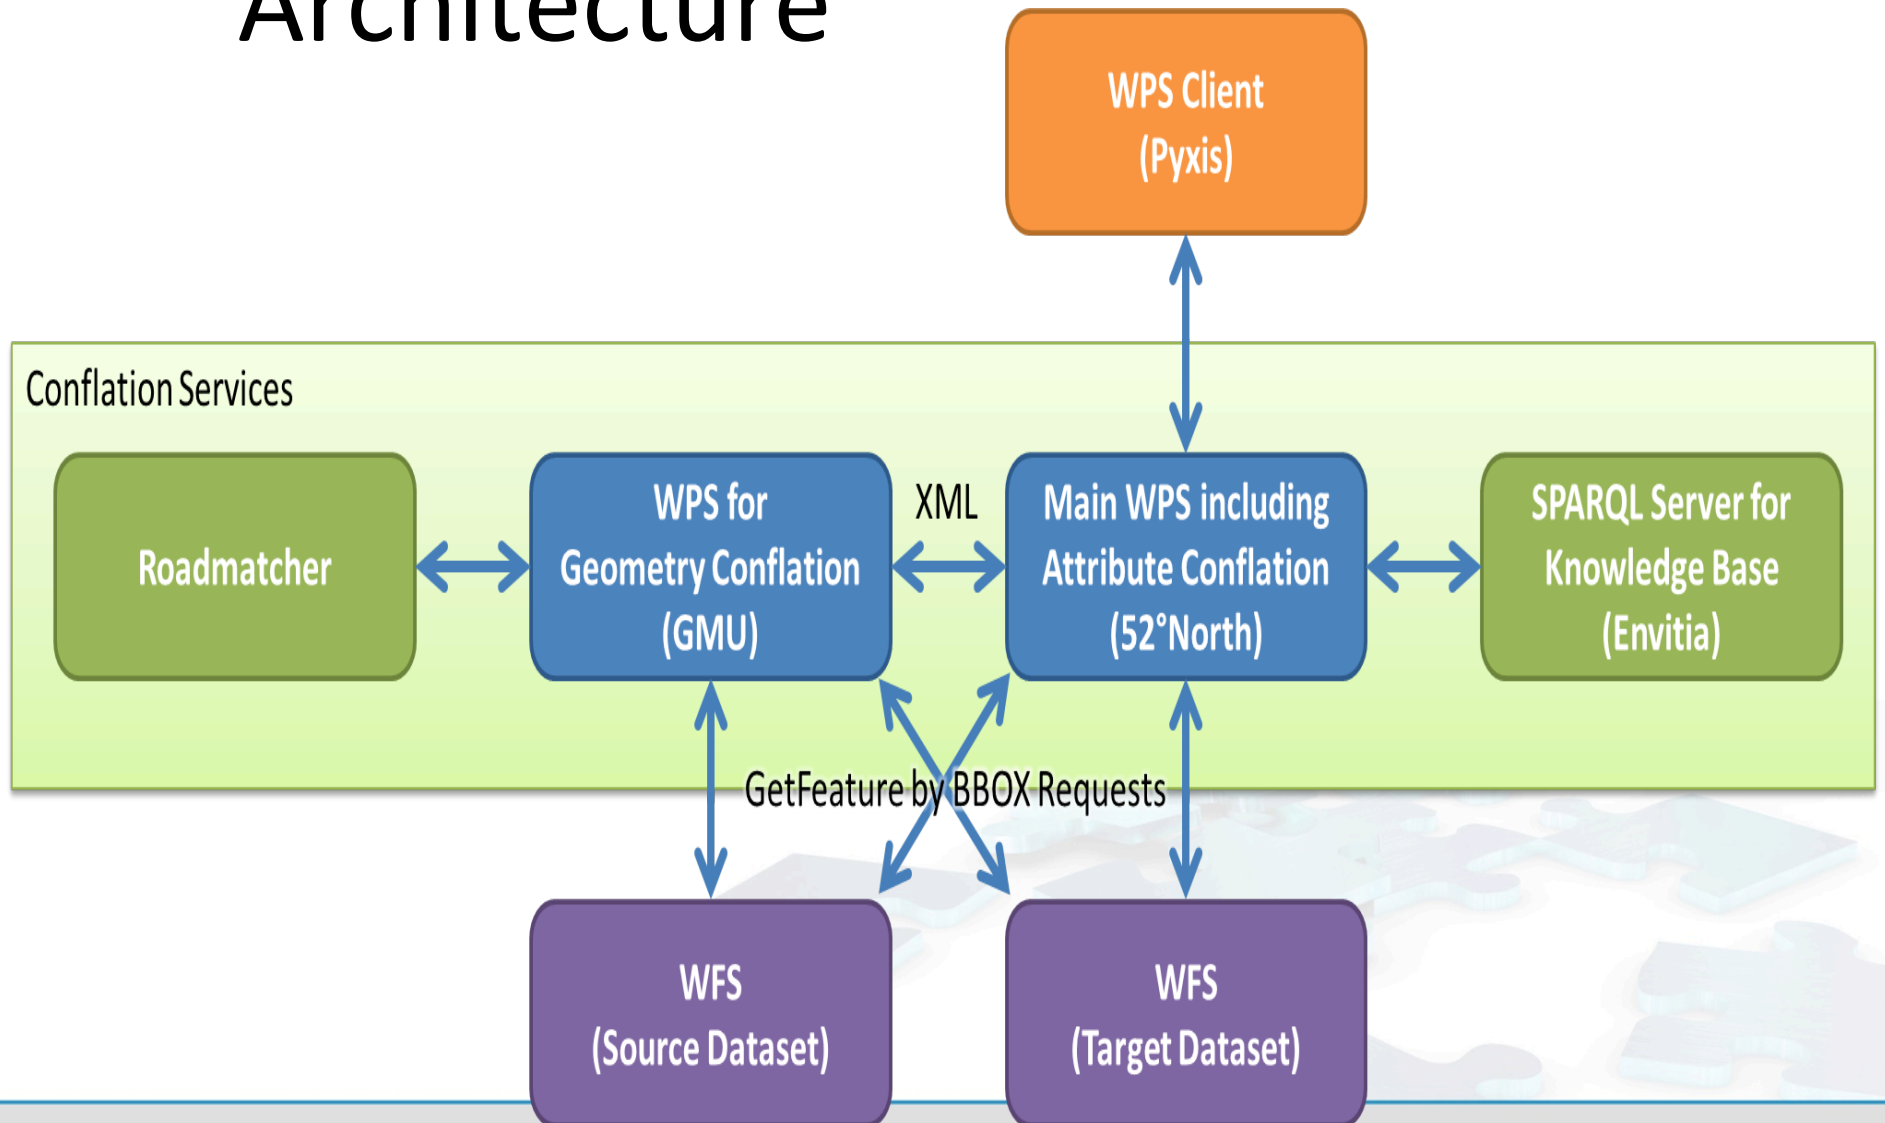 Architecture
WPS Client
(Pyxis)
Conflation Services
Roadmatcher
WPS for
Geometry Conflation
(GMU)
XML
Main WPS including
Attribute Conflation
(52°North)
SPARQL Server for
Knowledge Base
(Envitia)
GetFeature by BBOX Requests
WFS
(Source Dataset)
WFS
(Target Dataset)